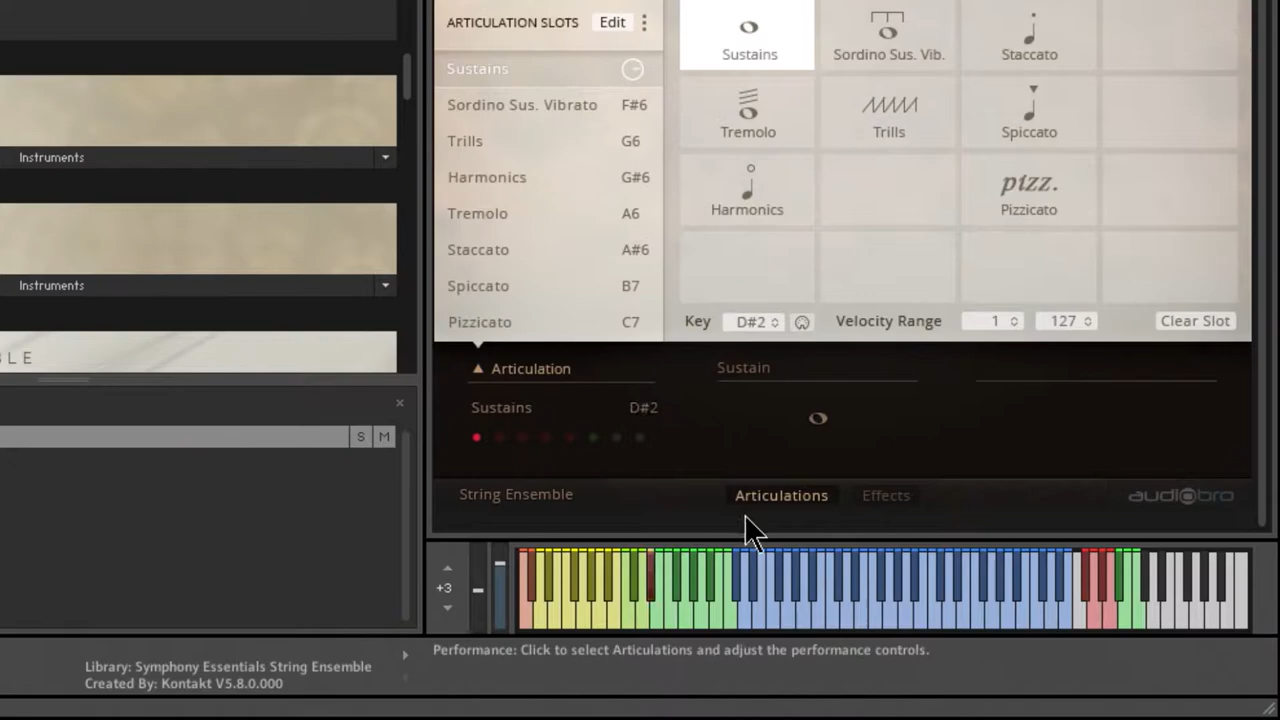 ARTICULATION SLOTS Edit
Sustains
Sordino Sus. Vibrato F#6
Trills G6
Harmonics G#6
Tremolo A6
Staccato A#6
Spiccato B7
Pizzicato C7
Sustains
Sordino Sus. Vib.
Staccato
Tremolo
Trills
Spiccato
Harmonics
pizz.
Pizzicato
Key D#2 Velocity Range 1 127 Clear Slot
Instruments
Instruments
BLE
S M
Articulation
Sustain
Sustains D#2
String Ensemble
Articulations
Effects
audiobro
+3
Library: Symphony Essentials String Ensemble
Created By: Kontakt V5.8.0.000
Performance: Click to select Articulations and adjust the performance controls.